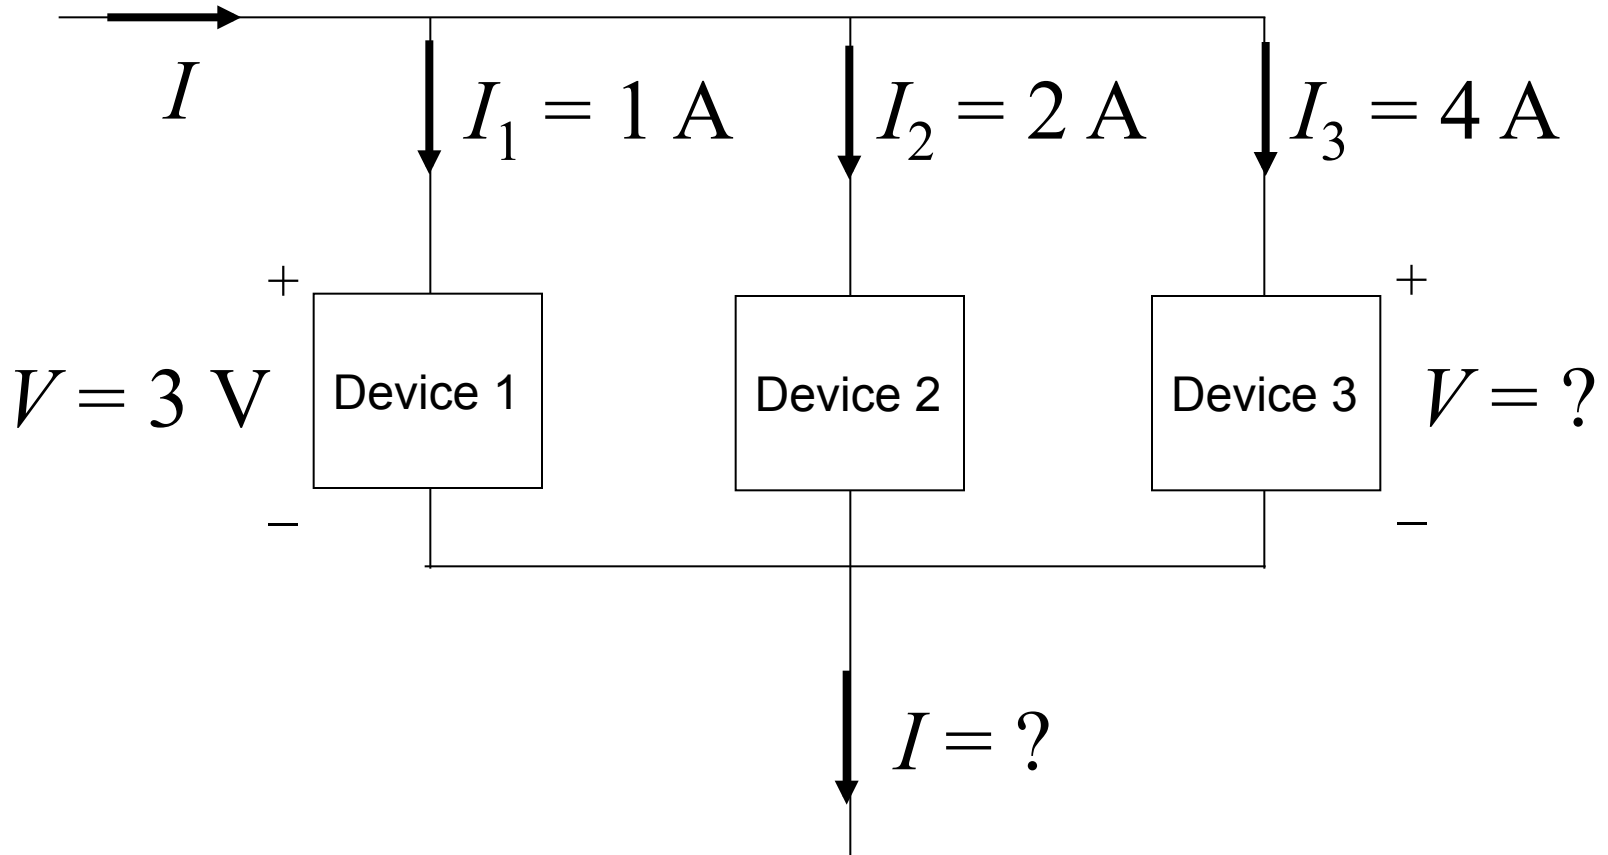 I
I₁ = 1 A
I₂ = 2 A
I₃ = 4 A
+
+
V = 3 V
Device 1
Device 2
Device 3
V = ?
–
–
I = ?